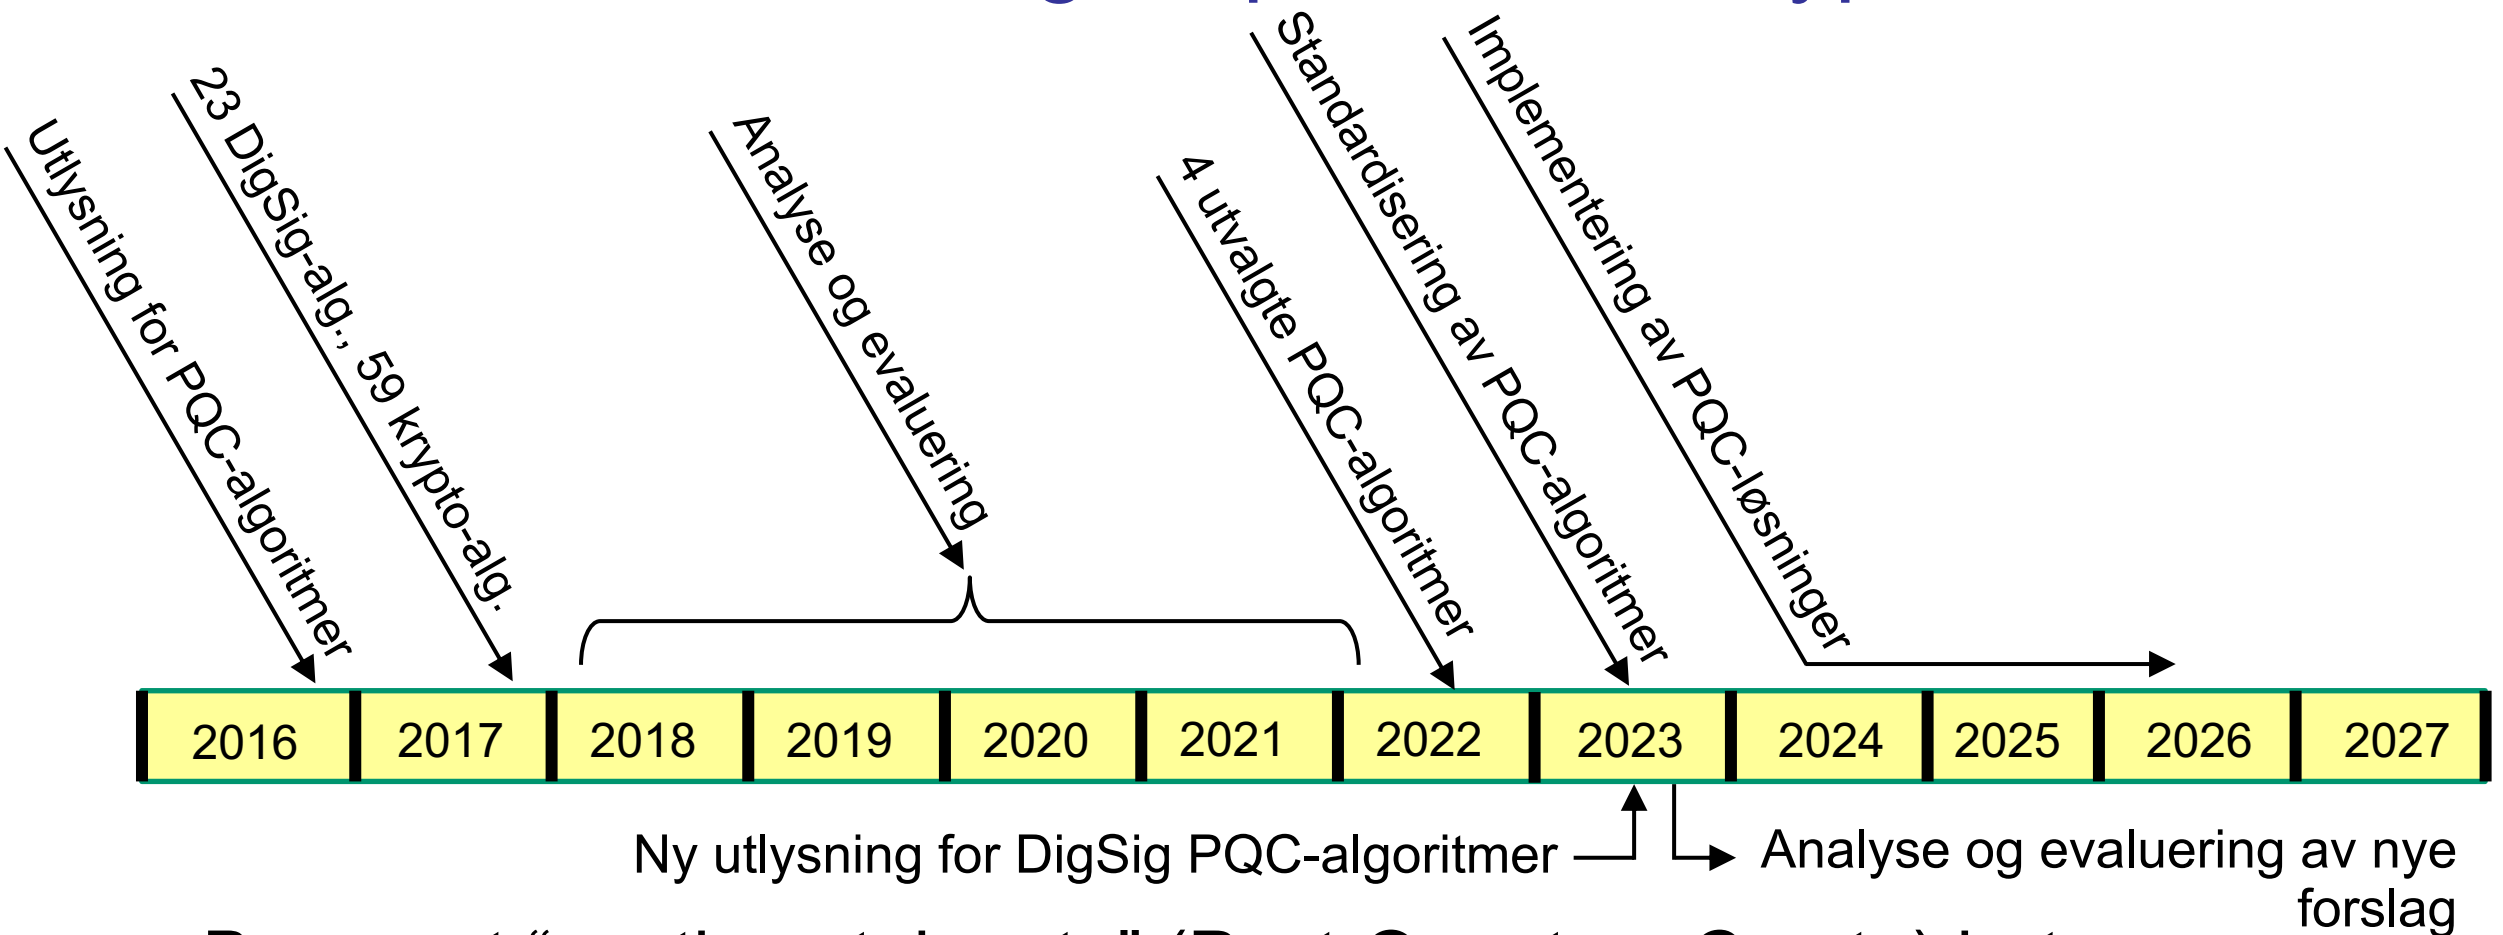 Utlysning for PQC-algoritmer
23 DigSig-alg., 59 krypto-alg.
Analyse og evaluering
4 utvalgte PQC-algoritmer
Standardisering av PQC-algoritmer
Implementering av PQC-løsninger
2016 2017 2018 2019 2020 2021 2022 2023 2024 2025 2026 2027
Ny utlysning for DigSig PQC-algoritmer
Analyse og evaluering av nye
forslag